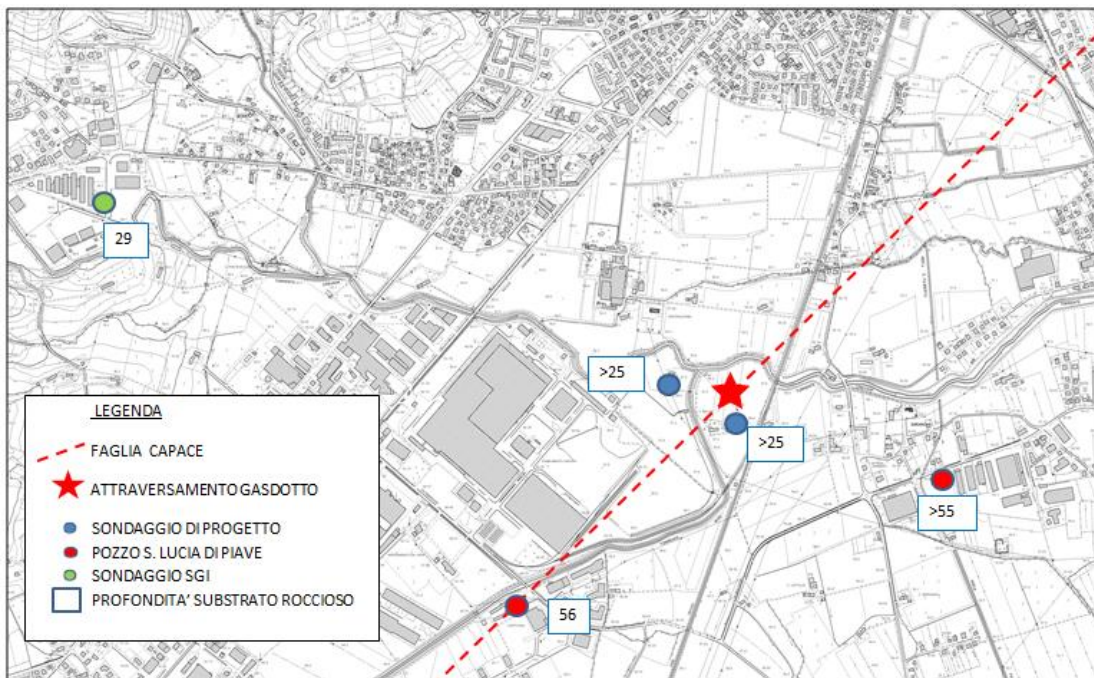 29
>25
>25
>55
56
LEGENDA
FAGLIA CAPACE
ATTRAVERSAMENTO GASDOTTO
SONDAGGIO DI PROGETTO
POZZO S. LUCIA DI PIAVE
SONDAGGIO SGI
PROFONDITA' SUBSTRATO ROCCIOSO